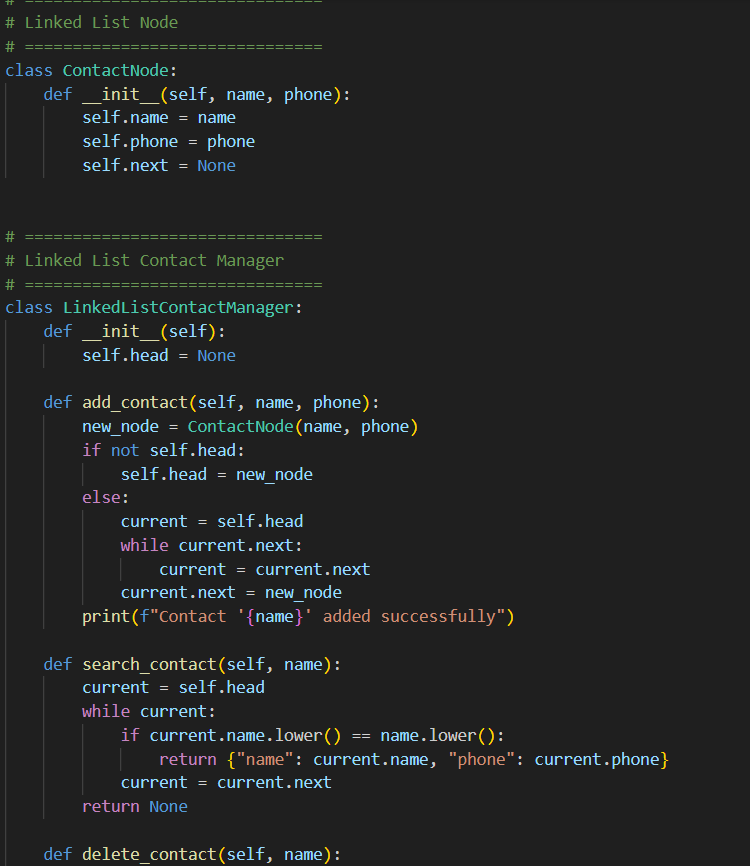 # ===============================
# Linked List Node
# ===============================
class ContactNode:
    def __init__(self, name, phone):
        self.name = name
        self.phone = phone
        self.next = None


# ===============================
# Linked List Contact Manager
# ===============================
class LinkedListContactManager:
    def __init__(self):
        self.head = None

    def add_contact(self, name, phone):
        new_node = ContactNode(name, phone)
        if not self.head:
            self.head = new_node
        else:
            current = self.head
            while current.next:
                current = current.next
            current.next = new_node
        print(f"Contact '{name}' added successfully")

    def search_contact(self, name):
        current = self.head
        while current:
            if current.name.lower() == name.lower():
                return {"name": current.name, "phone": current.phone}
            current = current.next
        return None

    def delete_contact(self, name):